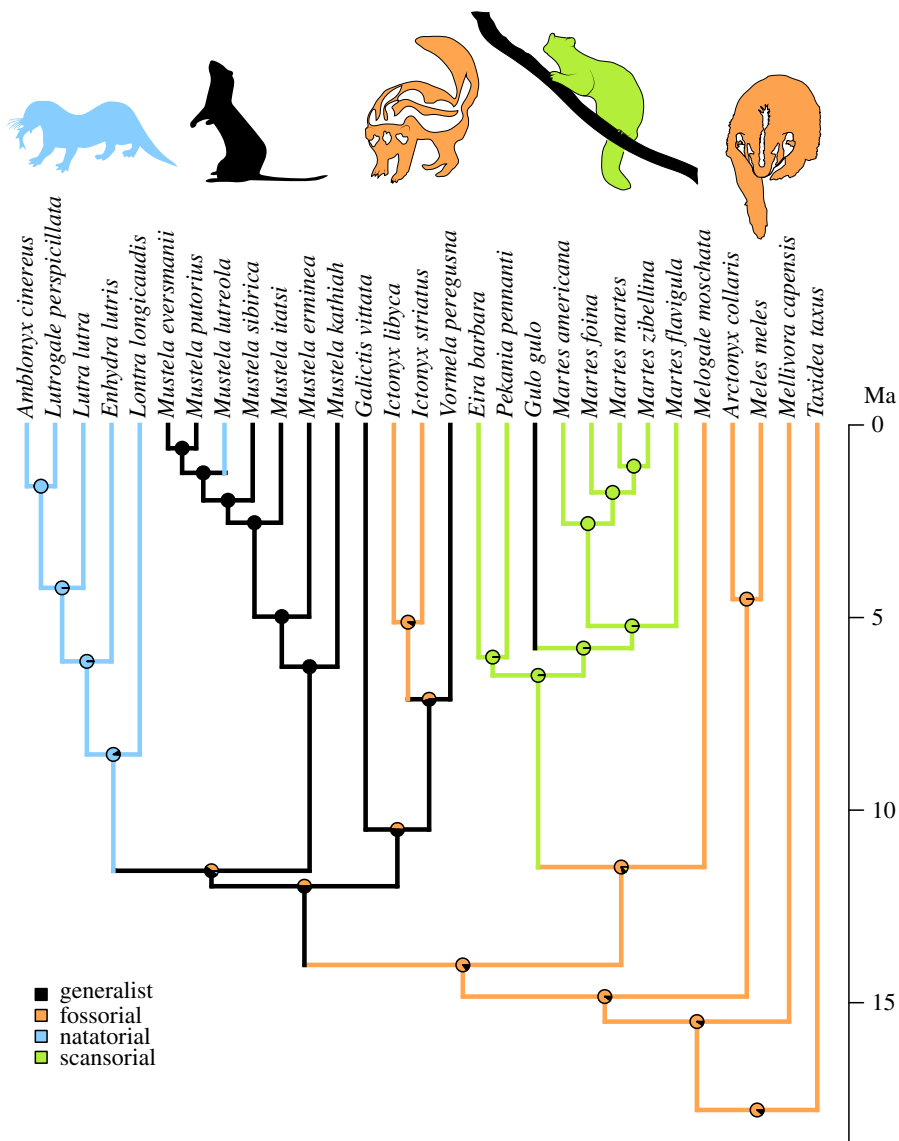 Amblonyx cinereus
Lutrogale perspicillata
Lutra lutra
Enhydra lutris
Lontra longicaudis
Mustela eversmanii
Mustela putorius
Mustela lutreola
Mustela sibirica
Mustela itatsi
Mustela erminea
Mustela kathiah
Galictis vittata
Ictonyx libyca
Ictonyx striatus
Vormela peregusna
Eira barbara
Pekania pennanti
Gulo gulo
Martes americana
Martes foina
Martes martes
Martes zibellina
Martes flavigula
Melogale moschata
Arctonyx collaris
Meles meles
Mellivora capensis
Taxidea taxus
Ma
0
5
10
15
generalist
fossorial
natatorial
scansorial